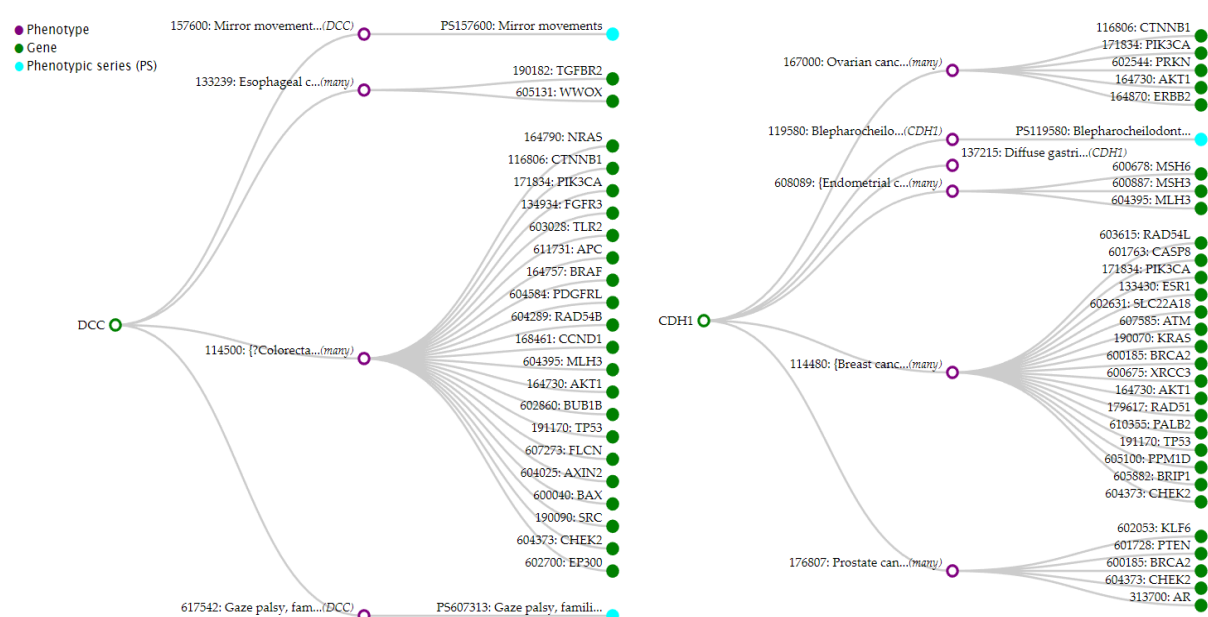 Phenotype
Gene
Phenotypic series (PS)
157600: Mirror movement...(DCC)
PS157600: Mirror movements
133239: Esophageal c...(many)
190182: TGFBR2
605131: WWOX
DCC
114500: {?Colorecta...(many)
164790: NRAS
116806: CTNNB1
171834: PIK3CA
134934: FGFR3
603028: TLR2
611731: APC
164757: BRAF
604584: PDGFRL
604289: RAD54B
168461: CCND1
604395: MLH3
164730: AKT1
602860: BUB1B
191170: TP53
607273: FLCN
604025: AXIN2
600040: BAX
190090: SRC
604373: CHEK2
602700: EP300
617542: Gaze palsy, fam...(DCC)
PS607313: Gaze palsy, famili...
167000: Ovarian canc...(many)
116806: CTNNB1
171834: PIK3CA
602544: PRKN
164730: AKT1
164870: ERBB2
119580: Blepharocheilo...(CDH1)
PS119580: Blepharocheilodont...
137215: Diffuse gastri...(CDH1)
608089: {Endometrial c...(many)
600678: MSH6
600887: MSH3
604395: MLH3
CDH1
114480: {Breast canc...(many)
603615: RAD54L
601763: CASP8
171834: PIK3CA
133430: ESR1
602631: SLC22A18
607585: ATM
190070: KRAS
600185: BRCA2
600675: XRCC3
164730: AKT1
179617: RAD51
610355: PALB2
191170: TP53
605100: PPM1D
605882: BRIP1
604373: CHEK2
176807: Prostate can...(many)
602053: KLF6
601728: PTEN
600185: BRCA2
604373: CHEK2
313700: AR